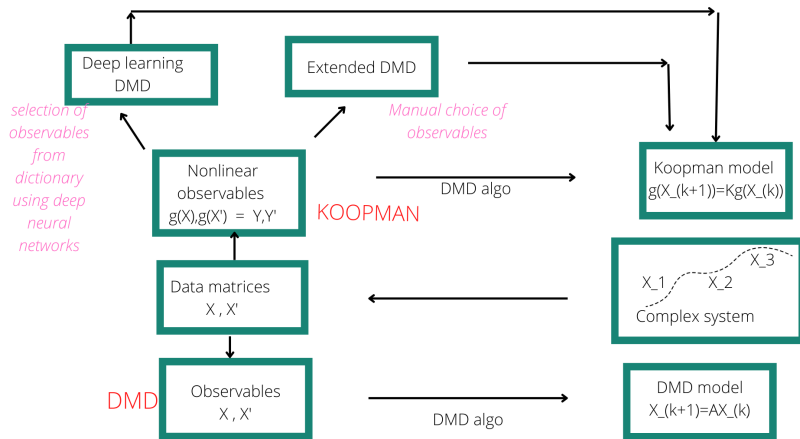 Deep learning
DMD
Extended DMD
selection of
observables
from
dictionary
using deep
neural
networks
Manual choice of
observables
Nonlinear
observables
g(X),g(X') = Y,Y'
KOOPMAN
DMD algo
Koopman model
g(X_(k+1))=Kg(X_(k))
Data matrices
X , X'
X_1
X_2
X_3
Complex system
DMD
Observables
X , X'
DMD algo
DMD model
X_(k+1)=AX_(k)